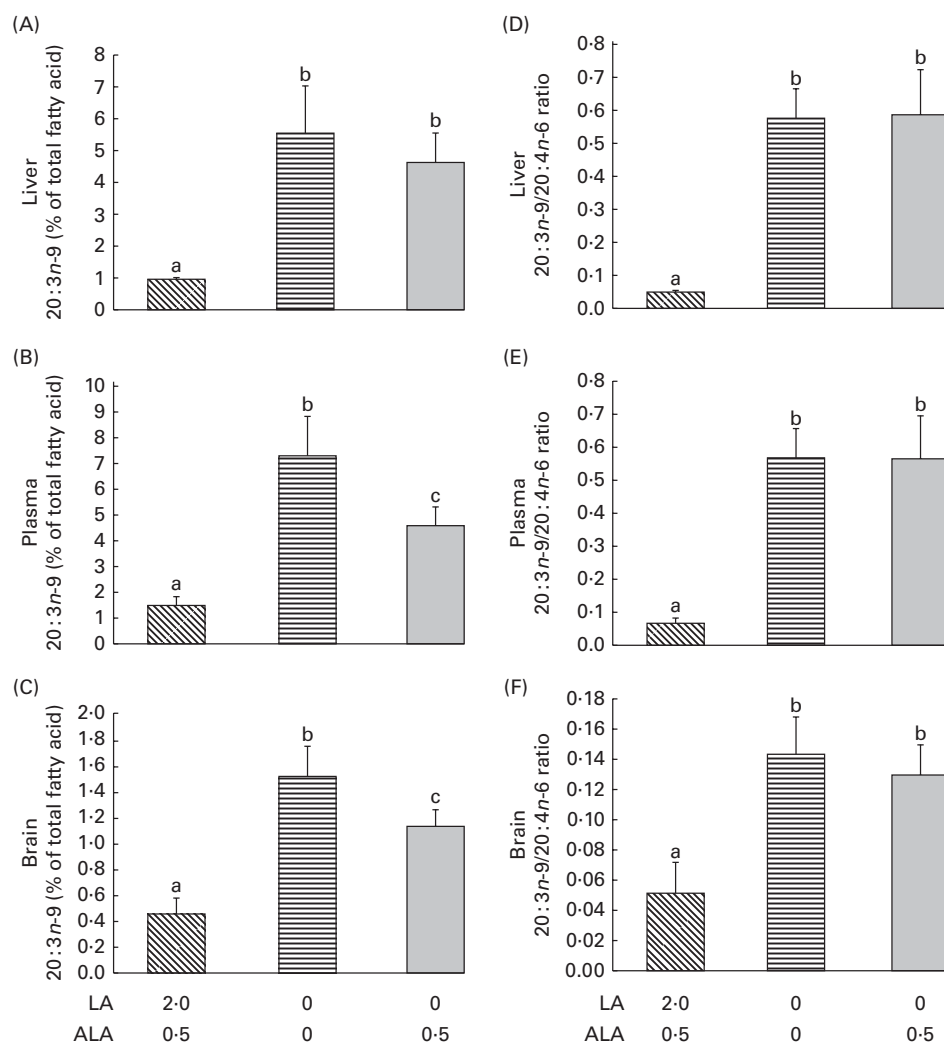 (A)
Liver
20 : 3n-9 (% of total fatty acid)
8
7
6
5
4
3
2
1
0
a
b
b
(D)
Liver
20 : 3n-9/20 : 4n-6 ratio
0·8
0·7
0·6
0·5
0·4
0·3
0·2
0·1
0·0
a
b
b
(B)
Plasma
20 : 3n-9 (% of total fatty acid)
10
9
8
7
6
5
4
3
2
1
0
a
b
c
(E)
Plasma
20 : 3n-9/20 : 4n-6 ratio
0·8
0·7
0·6
0·5
0·4
0·3
0·2
0·1
0·0
a
b
b
(C)
Brain
20 : 3n-9 (% of total fatty acid)
2·0
1·8
1·6
1·4
1·2
1·0
0·8
0·6
0·4
0·2
0·0
a
b
c
(F)
Brain
20 : 3n-9/20 : 4n-6 ratio
0·18
0·16
0·14
0·12
0·10
0·08
0·06
0·04
0·02
0·00
a
b
b
LA 2·0 0 0 LA 2·0 0 0
ALA 0·5 0 0·5 ALA 0·5 0 0·5